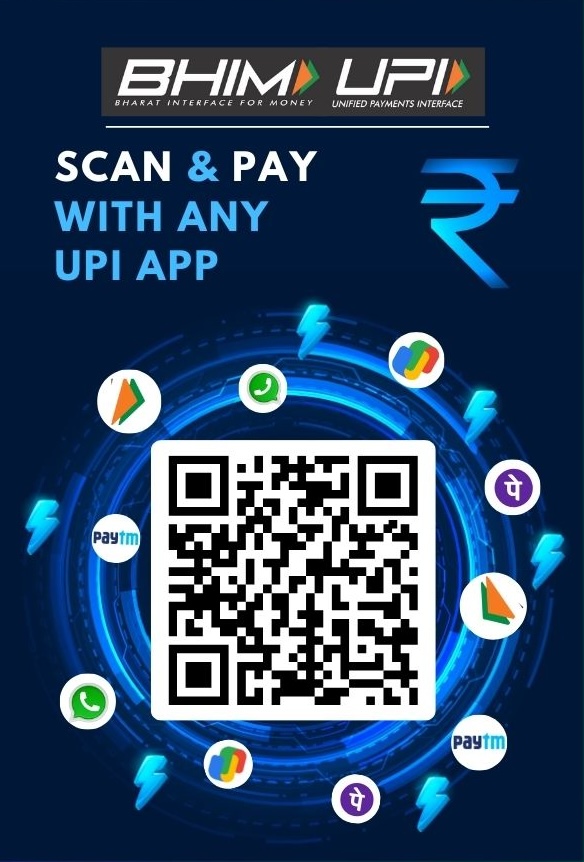 BHIM UPI
BHARAT INTERFACE FOR MONEY UNIFIED PAYMENTS INTERFACE
SCAN & PAY
WITH ANY
UPI APP
पे
paytm
पे
paytm